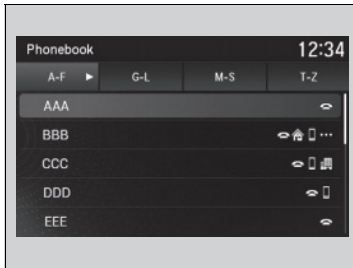 Phonebook 12:34
A-F G-L M-S T-Z
AAA
BBB
CCC
DDD
EEE